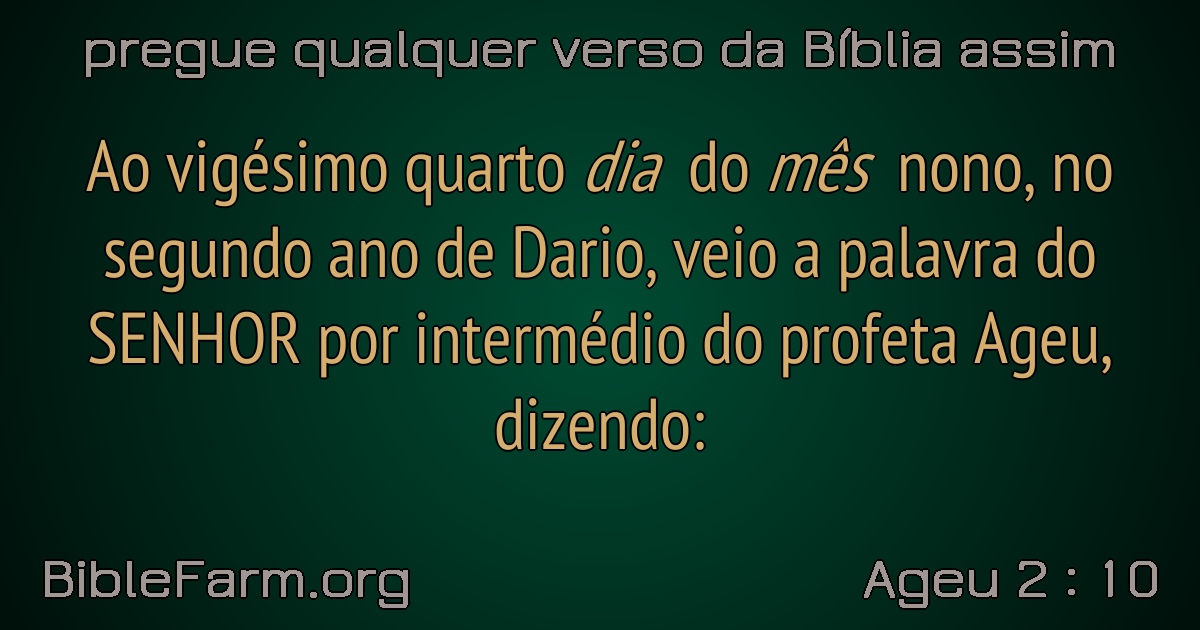 pregue qualquer verso da Bíblia assim
Ao vigésimo quarto dia do mês nono, no
segundo ano de Dario, veio a palavra do
SENHOR por intermédio do profeta Ageu,
dizendo:
BibleFarm.org
Ageu 2 : 10